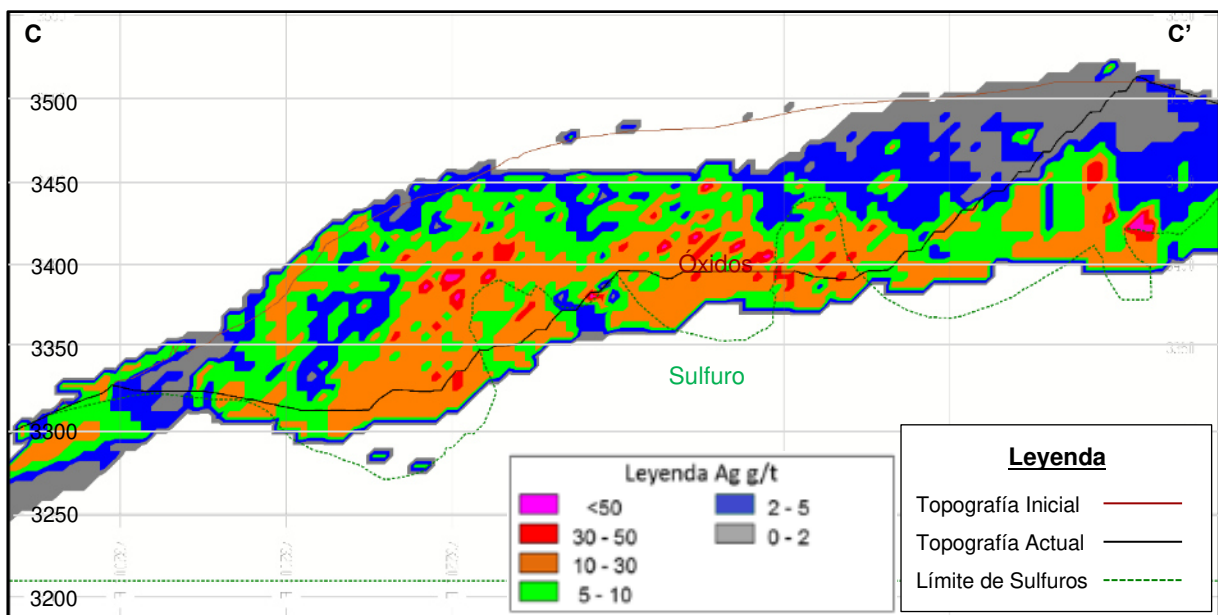 C
C'
3500
3450
3400
3350
3300
3250
3200
Óxidos
Sulfuro
Leyenda Ag g/t
<50
30 - 50
10 - 30
5 - 10
2 - 5
0 - 2
Leyenda
Topografía Inicial
Topografía Actual
Límite de Sulfuros